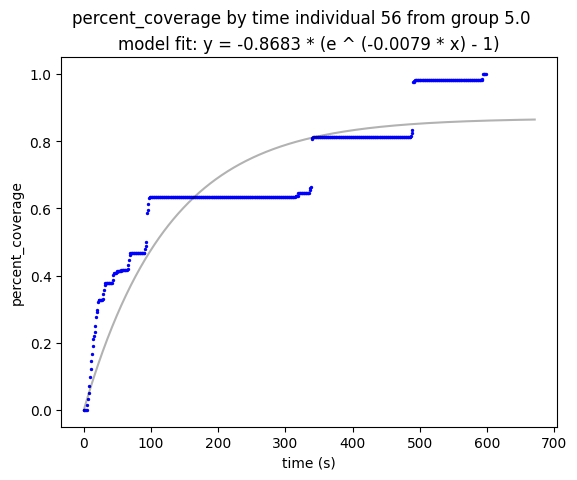 percent_coverage by time individual 56 from group 5.0
model fit: y = -0.8683 * (e ^ (-0.0079 * x) - 1)
1.0
0.8
0.6
0.4
0.2
0.0
percent_coverage
0 100 200 300 400 500 600 700
time (s)